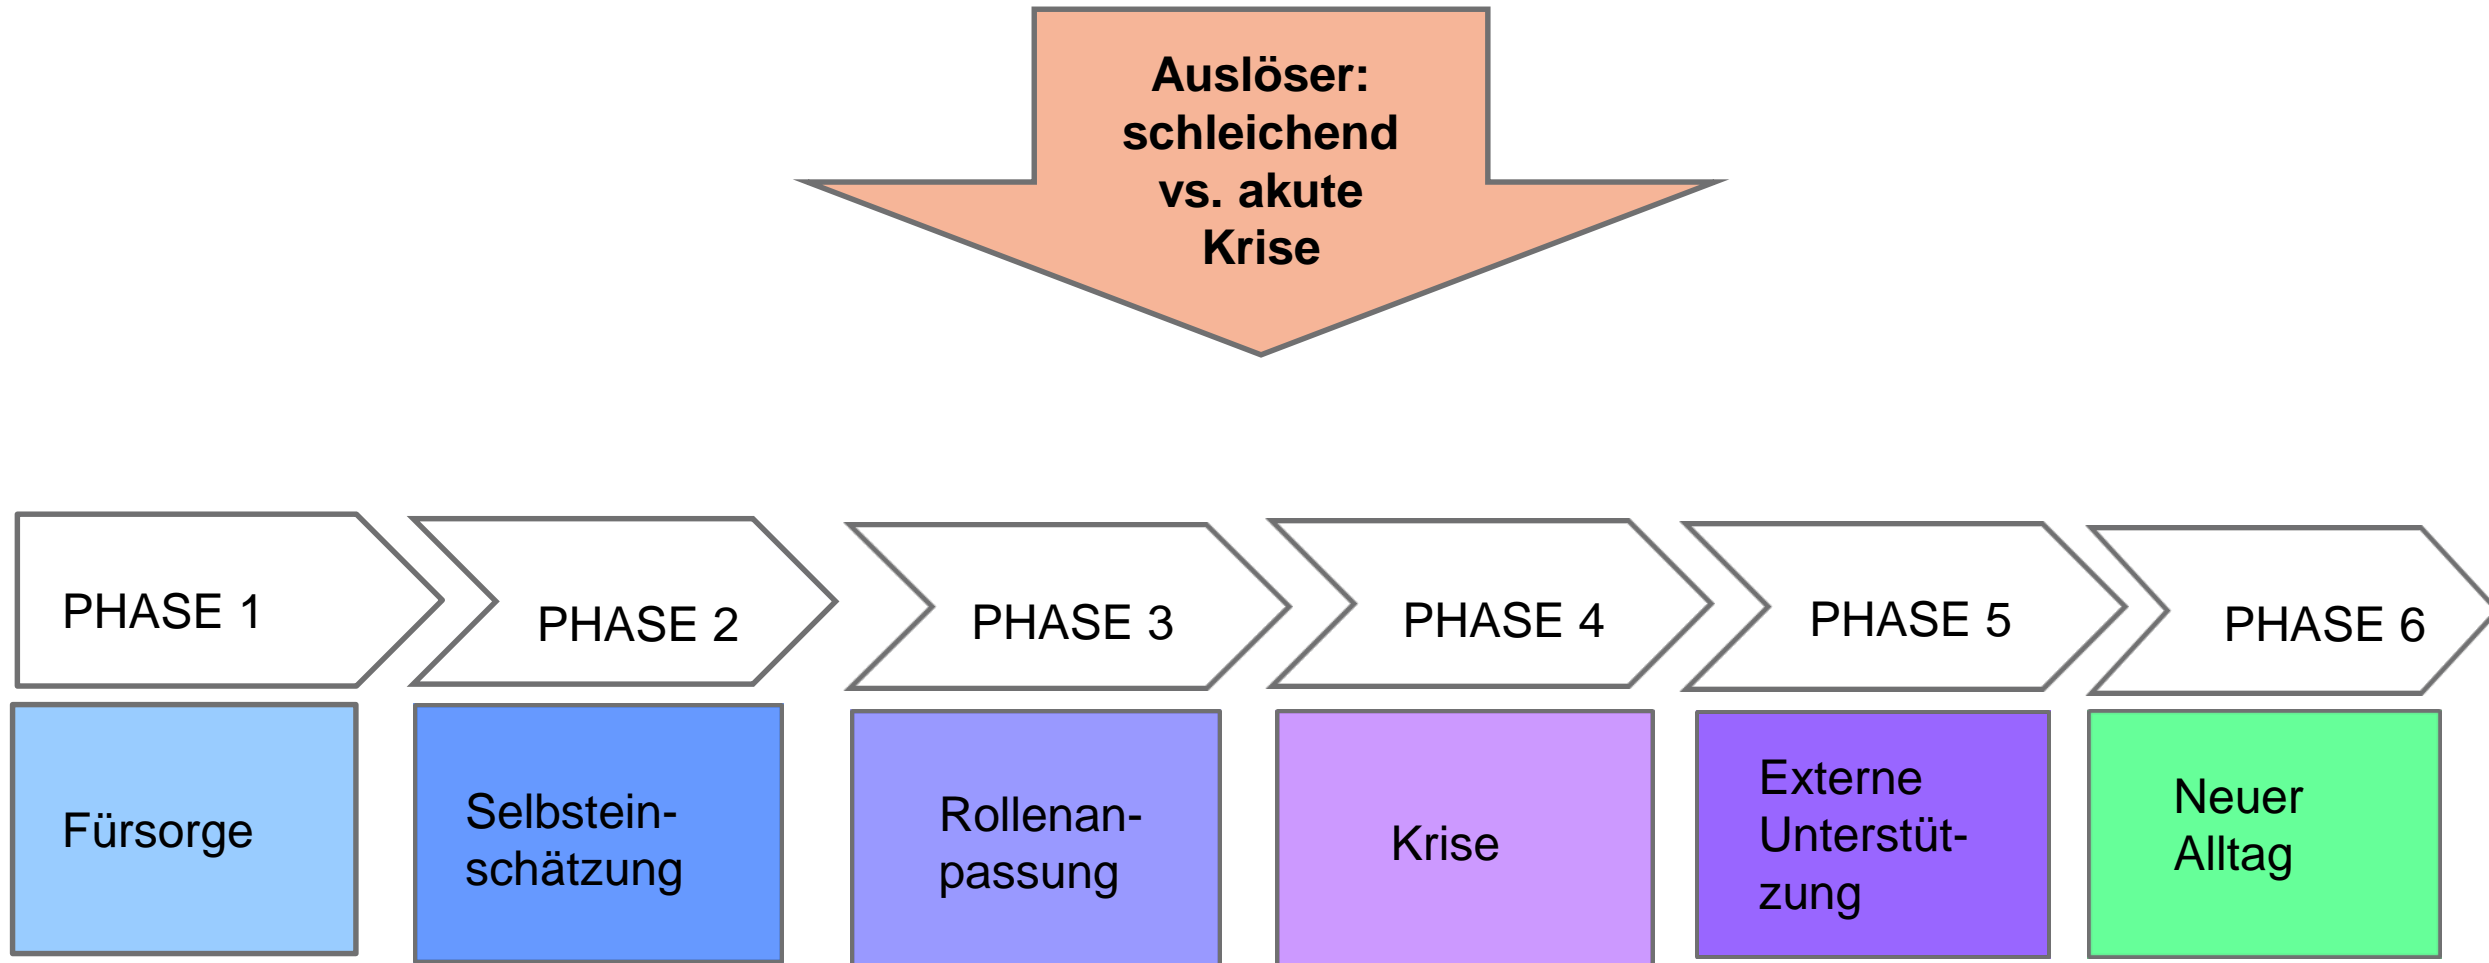 Auslöser:
schleichend
vs. akute
Krise
PHASE 1
PHASE 2
PHASE 3
PHASE 4
PHASE 5
PHASE 6
Fürsorge
Selbstein-
schätzung
Rollenan-
passung
Krise
Externe
Unterstüt-
zung
Neuer
Alltag